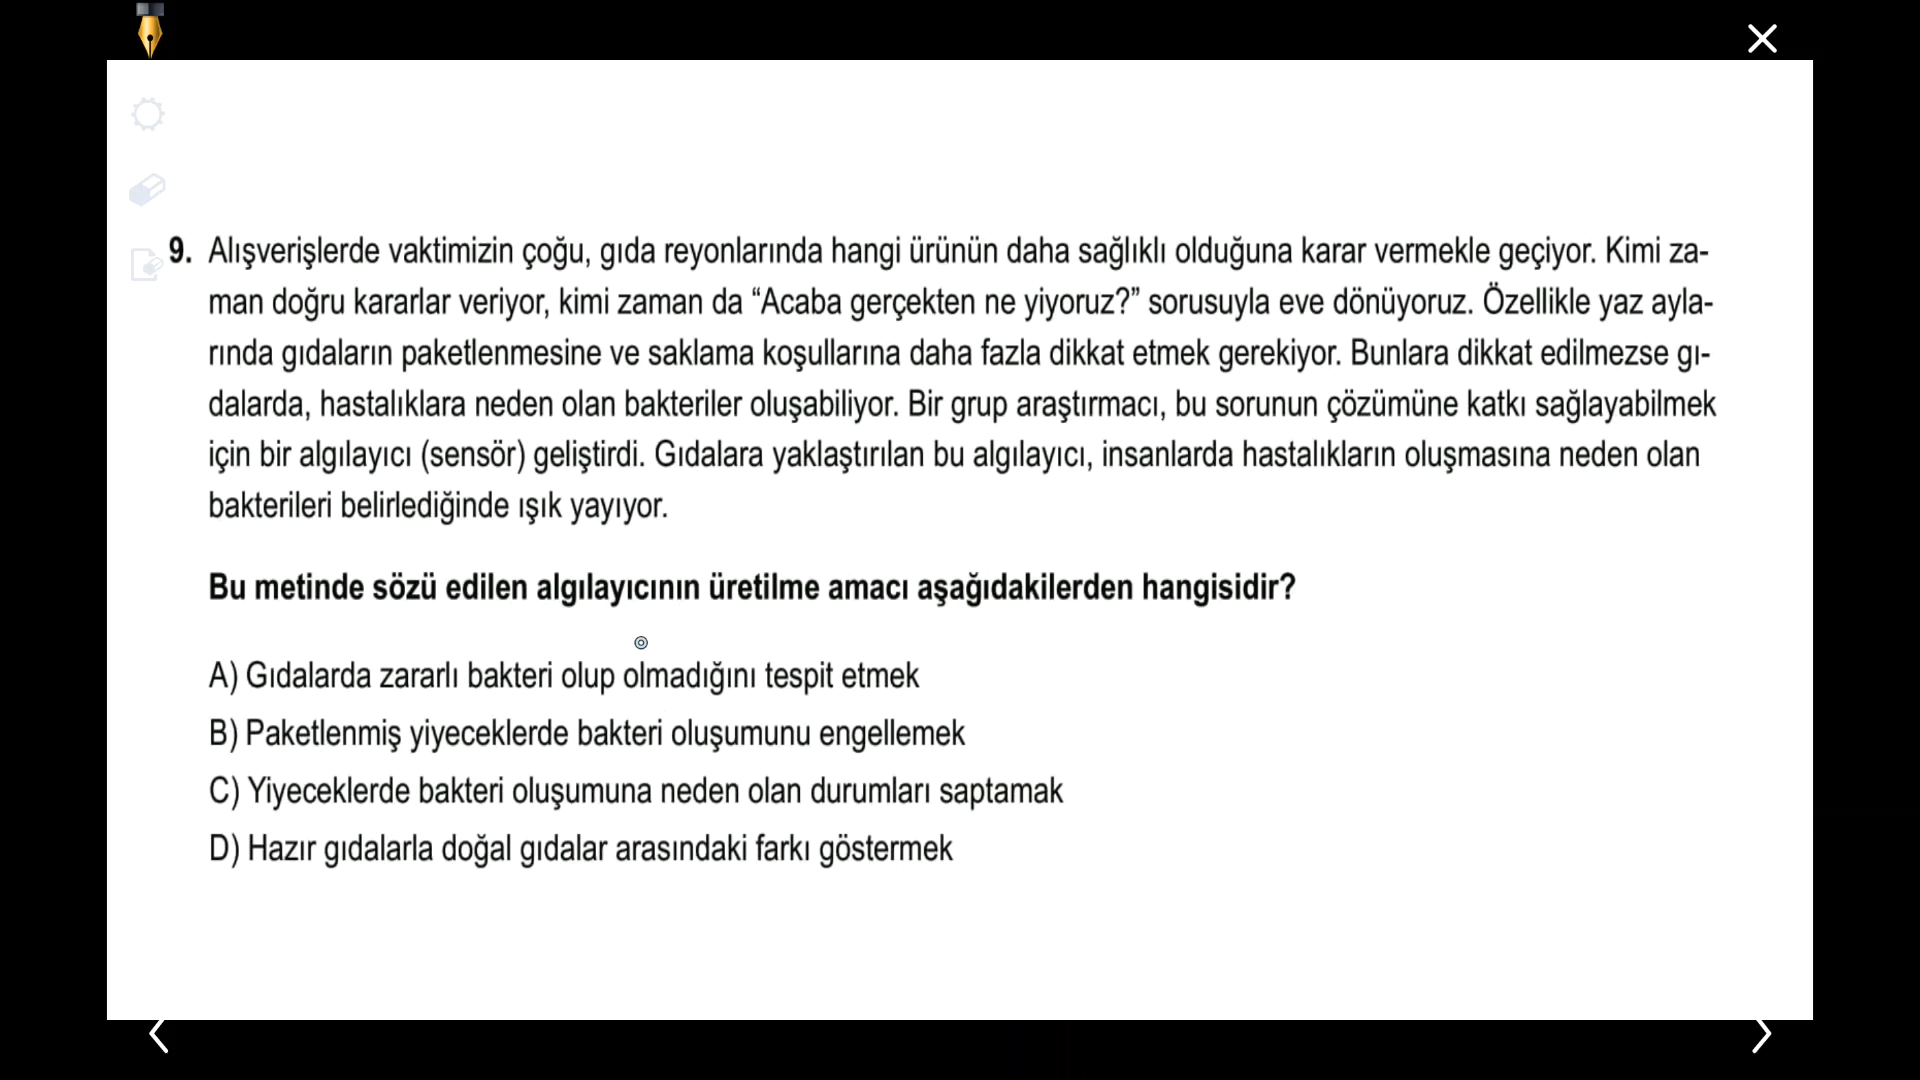 9. Alışverişlerde vaktimizin çoğu, gıda reyonlarında hangi ürünün daha sağlıklı olduğuna karar vermekle geçiyor. Kimi za-
man doğru kararlar veriyor, kimi zaman da “Acaba gerçekten ne yiyoruz?” sorusuyla eve dönüyoruz. Özellikle yaz ayla-
rında gıdaların paketlenmesine ve saklama koşullarına daha fazla dikkat etmek gerekiyor. Bunlara dikkat edilmezse gı-
dalarda, hastalıklara neden olan bakteriler oluşabiliyor. Bir grup araştırmacı, bu sorunun çözümüne katkı sağlayabilmek
için bir algılayıcı (sensör) geliştirdi. Gıdalara yaklaştırılan bu algılayıcı, insanlarda hastalıkların oluşmasına neden olan
bakterileri belirlediğinde ışık yayıyor.
Bu metinde sözü edilen algılayıcının üretilme amacı aşağıdakilerden hangisidir?
A) Gıdalarda zararlı bakteri olup olmadığını tespit etmek
B) Paketlenmiş yiyeceklerde bakteri oluşumunu engellemek
C) Yiyeceklerde bakteri oluşumuna neden olan durumları saptamak
D) Hazır gıdalarla doğal gıdalar arasındaki farkı göstermek